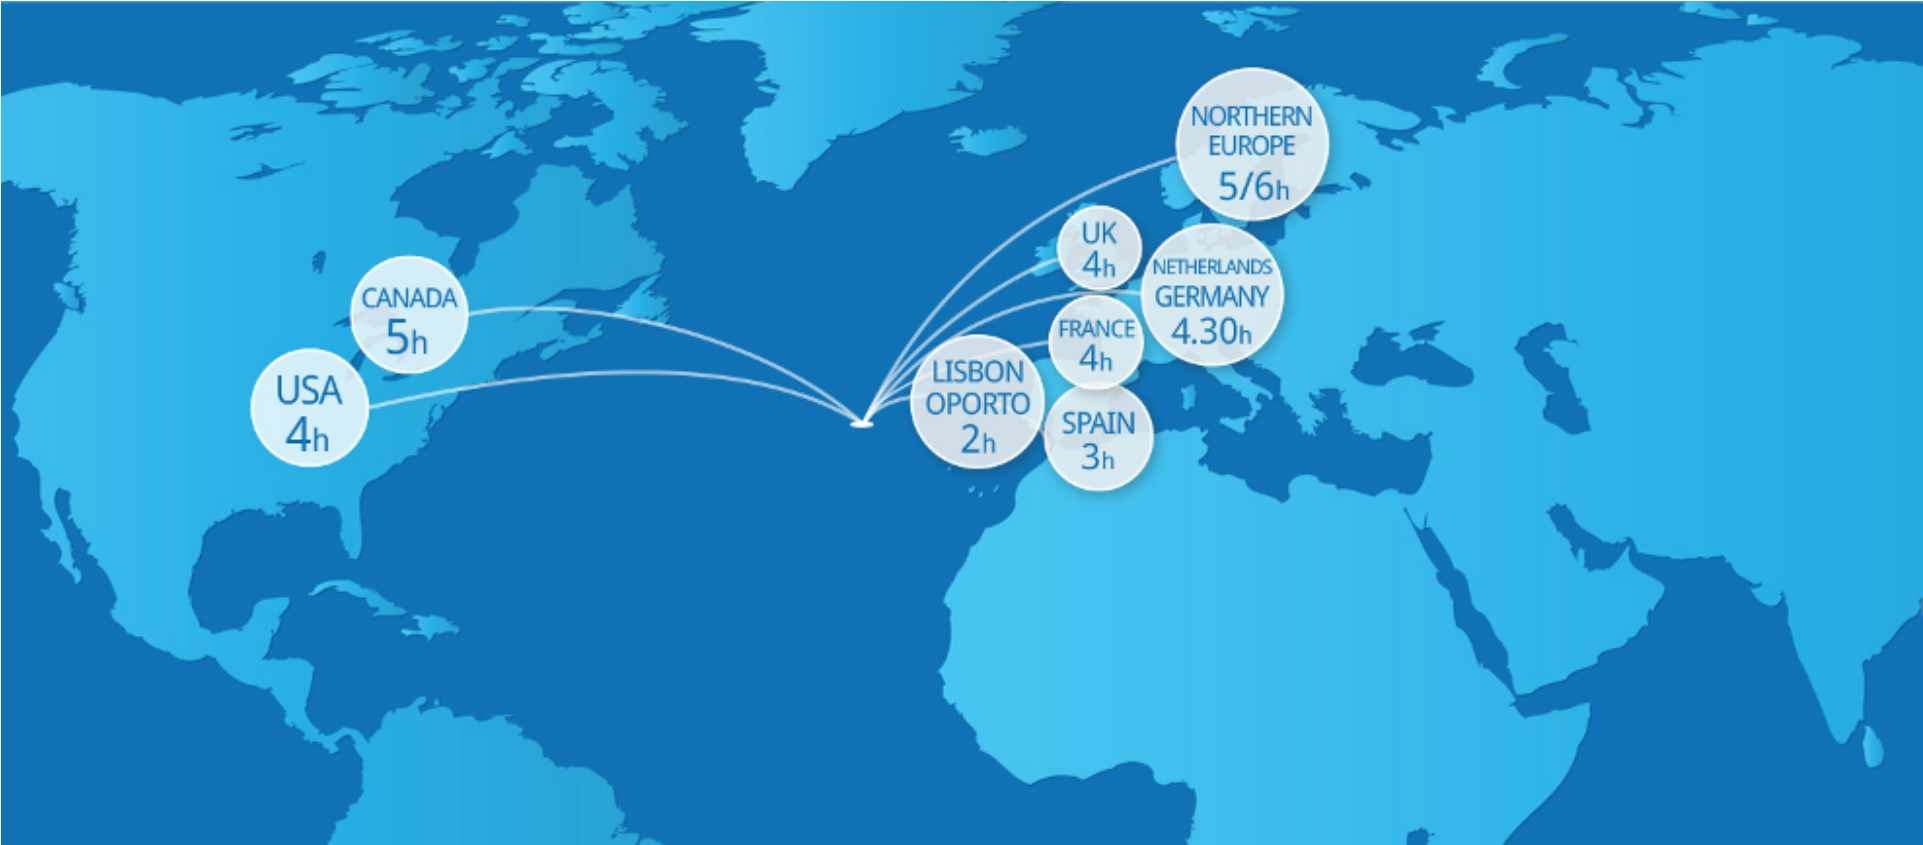 NORTHERN
EUROPE
5/6h
UK
4h
NETHERLANDS
GERMANY
4.30h
CANADA
5h
FRANCE
4h
USA
4h
LISBON
OPORTO
2h
SPAIN
3h